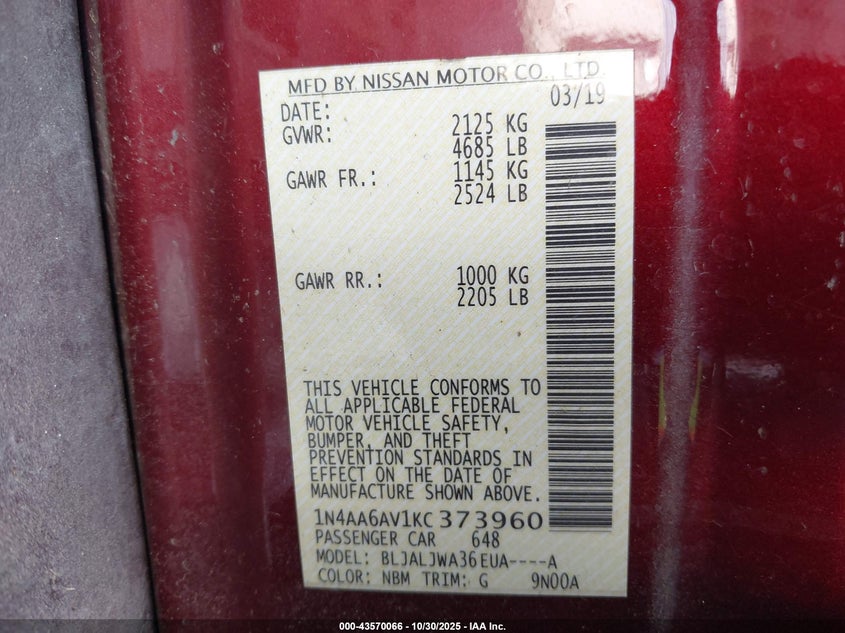 MFD BY NISSAN MOTOR CO., LTD.
DATE: 03/19
GVWR: 2125 KG
4685 LB
GAWR FR.: 1145 KG
2524 LB
GAWR RR.: 1000 KG
2205 LB
THIS VEHICLE CONFORMS TO
ALL APPLICABLE FEDERAL
MOTOR VEHICLE SAFETY,
BUMPER, AND THEFT
PREVENTION STANDARDS IN
EFFECT ON THE DATE OF
MANUFACTURE SHOWN ABOVE.
1N4AA6AV1KC373960
PASSENGER CAR 648
MODEL: BLJALJWA36EUA----A
COLOR: NBM TRIM: G 9N00A
000-43570066 - 10/30/2025 - IAA Inc.